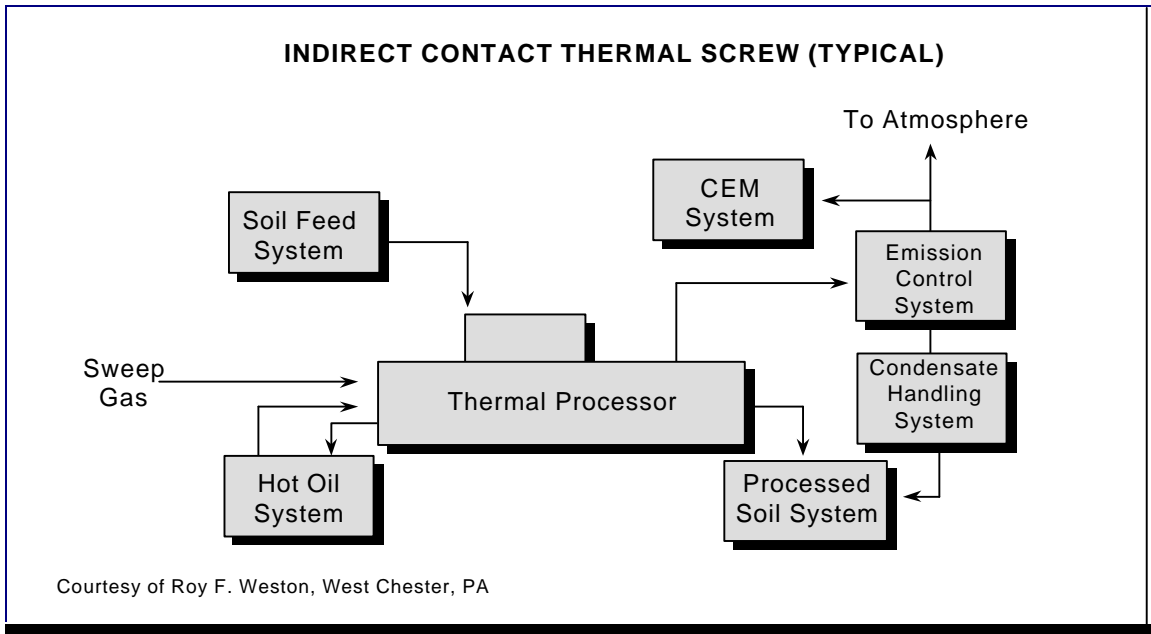 INDIRECT CONTACT THERMAL SCREW (TYPICAL)
To Atmosphere
CEM
System
Soil Feed
System
Emission
Control
System
Sweep
Gas
Thermal Processor
Condensate
Handling
System
Hot Oil
System
Processed
Soil System
Courtesy of Roy F. Weston, West Chester, PA